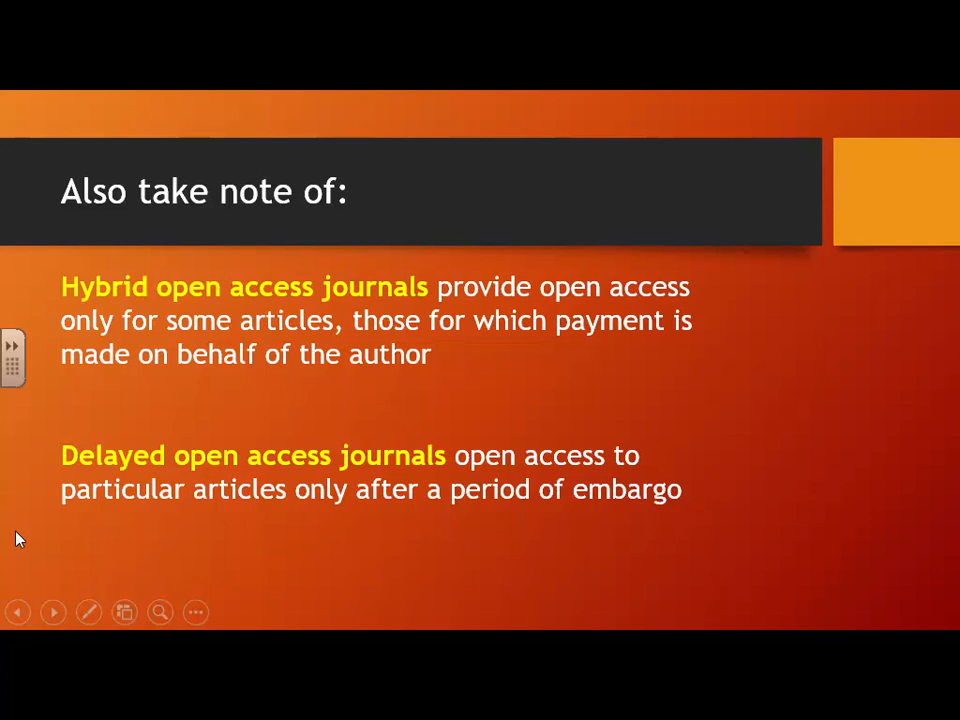 Also take note of:
Hybrid open access journals provide open access
only for some articles, those for which payment is
made on behalf of the author
Delayed open access journals open access to
particular articles only after a period of embargo